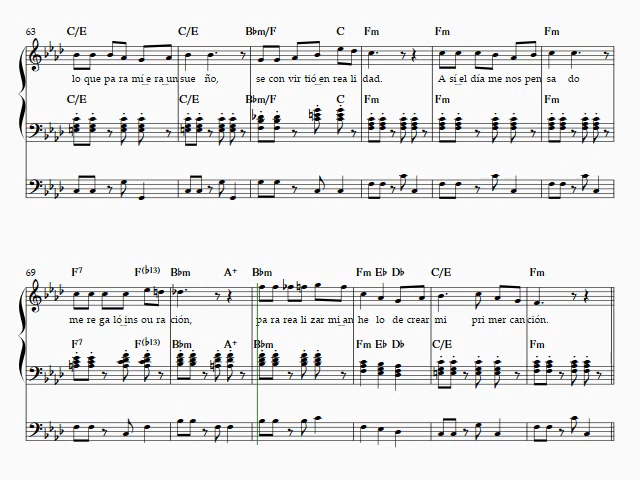 63 C/E C/E B♭m/F C Fm Fm Fm
lo que pa ra mí e ra un sue ño, se con vir tió en rea li dad. A sí el día me nos pen sa do
C/E C/E B♭m/F C Fm Fm Fm
69 F7 F(♭13) B♭m A+ B♭m Fm E♭ D♭ C/E Fm
me re ga ló ins ou ra ción, pa ra rea li zar mi an he lo de crear mi pri mer can ción.
F7 F(♭13) B♭m A+ B♭m Fm E♭ D♭ C/E Fm